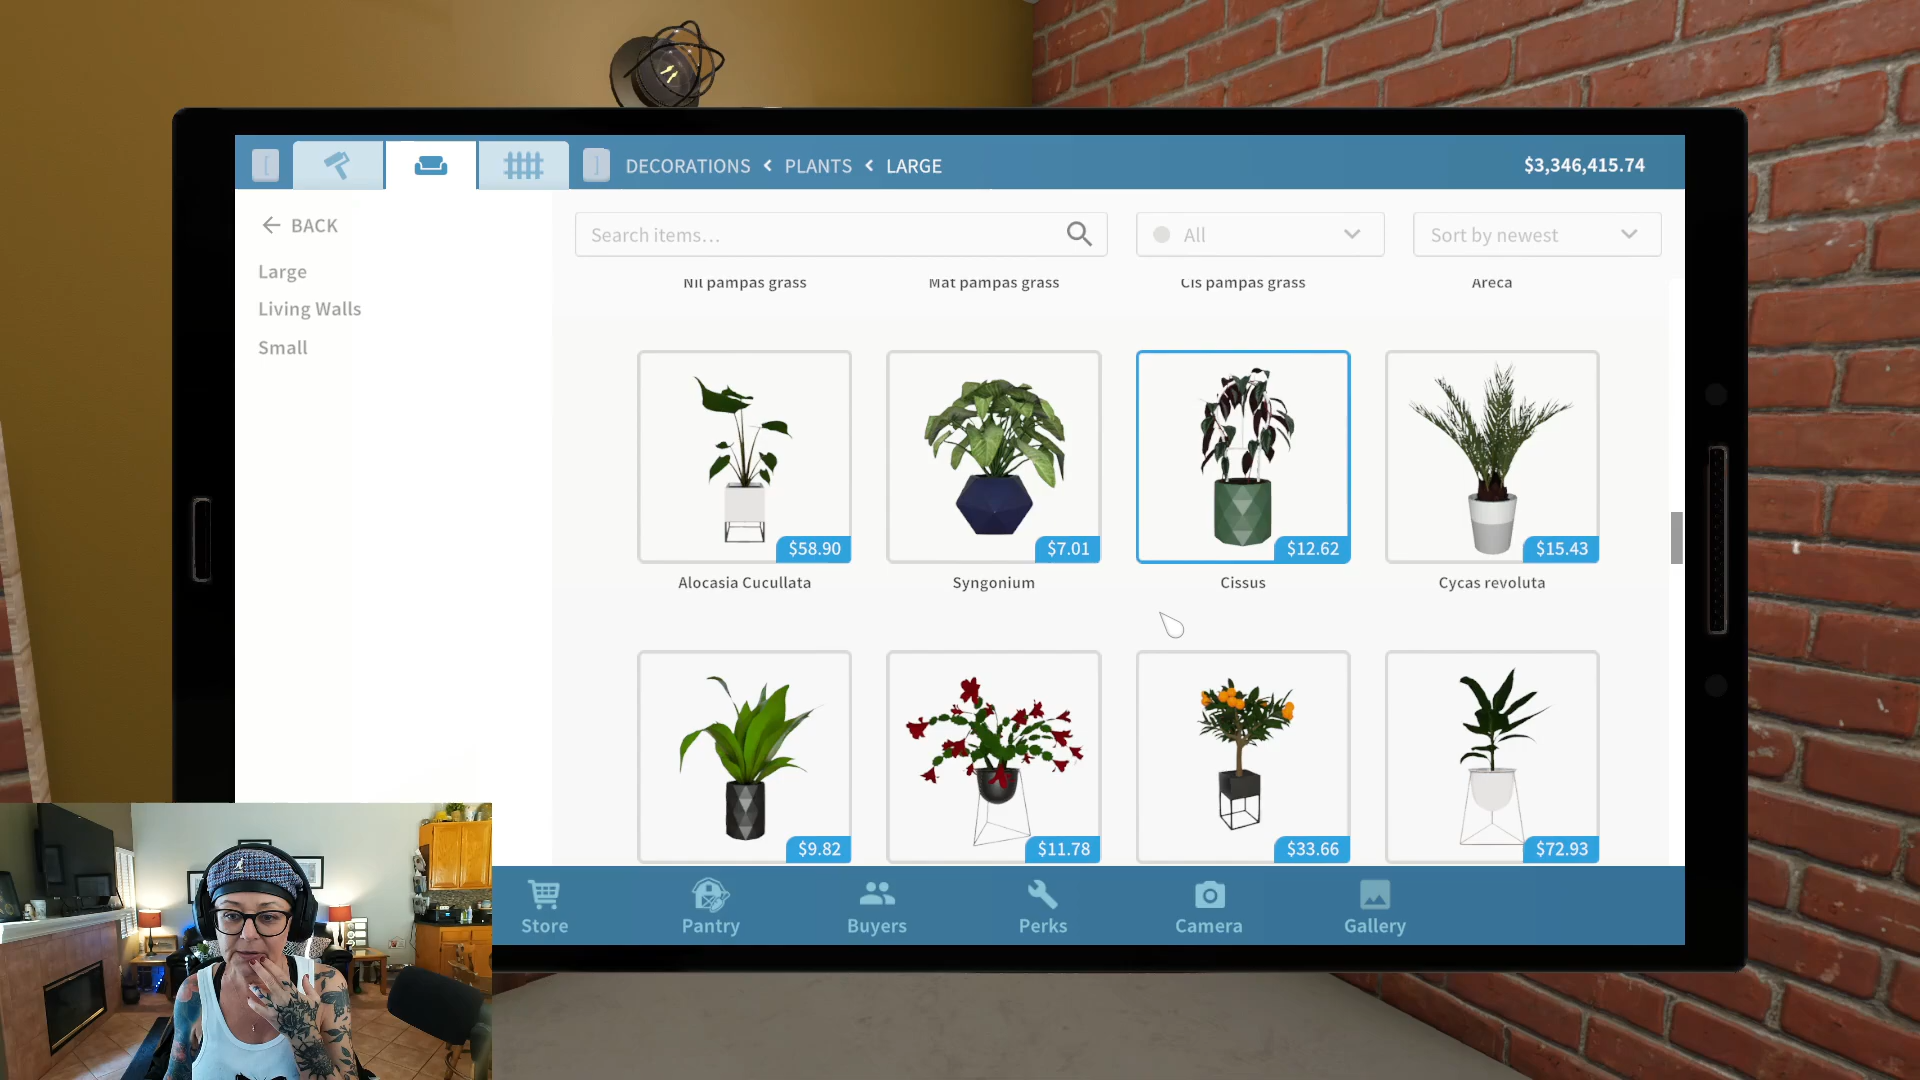 DECORATIONS < PLANTS < LARGE
$3,346,415.74
BACK
Large
Living Walls
Small
Search items...
All
Sort by newest
Nil pampas grass
Mat pampas grass
Cis pampas grass
Areca
$58.90
$7.01
$12.62
$15.43
Alocasia Cucullata
Syngonium
Cissus
Cycas revoluta
$9.82
$11.78
$33.66
$72.93
Store
Pantry
Buyers
Perks
Camera
Gallery